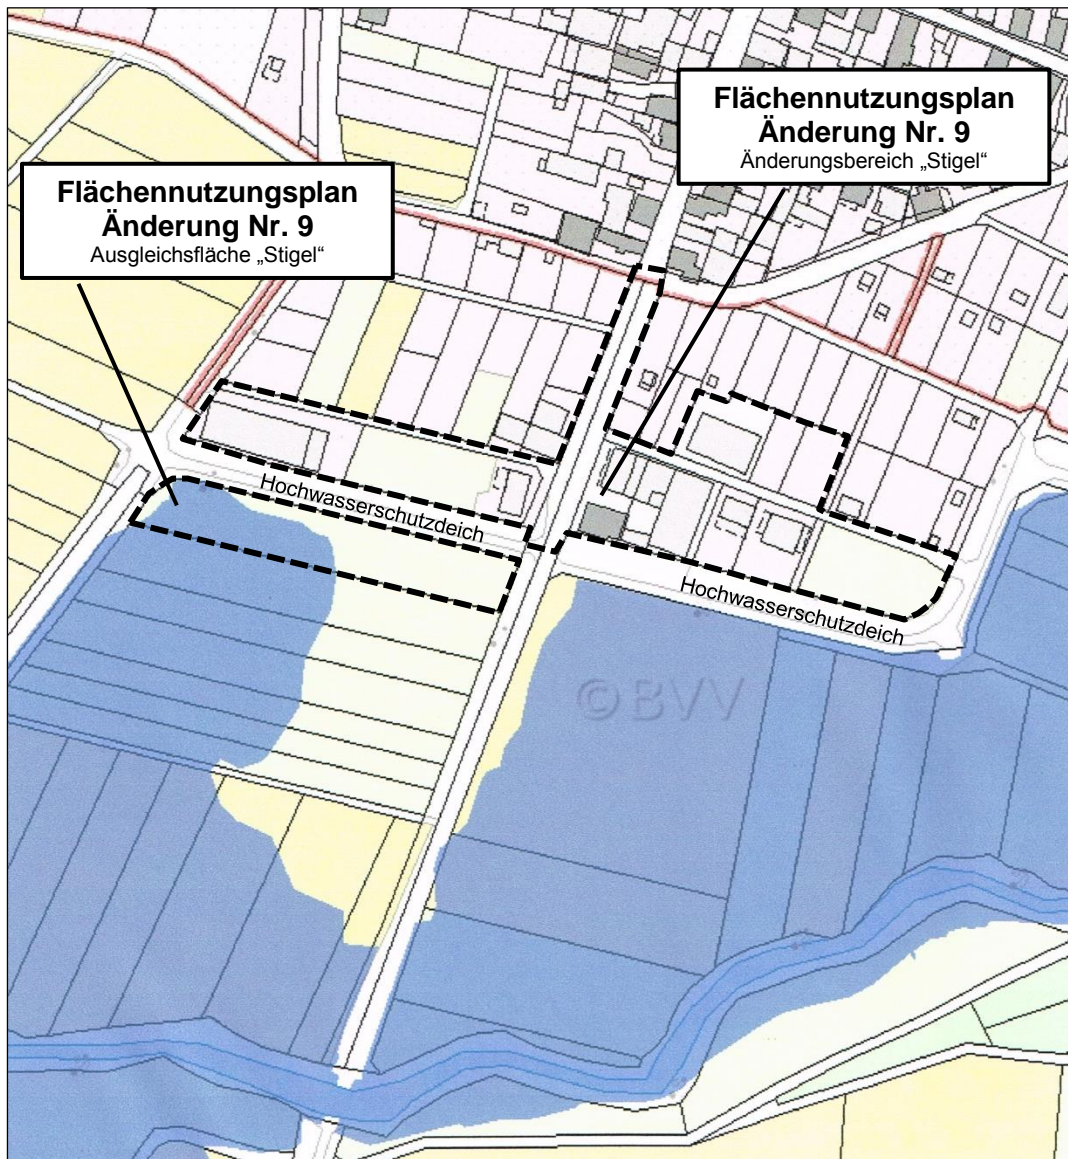 Flächennutzungsplan
Änderung Nr. 9
Änderungsbereich „Stigel“
Flächennutzungsplan
Änderung Nr. 9
Ausgleichsfläche „Stigel“
Hochwasserschutzdeich
Hochwasserschutzdeich
©BVV